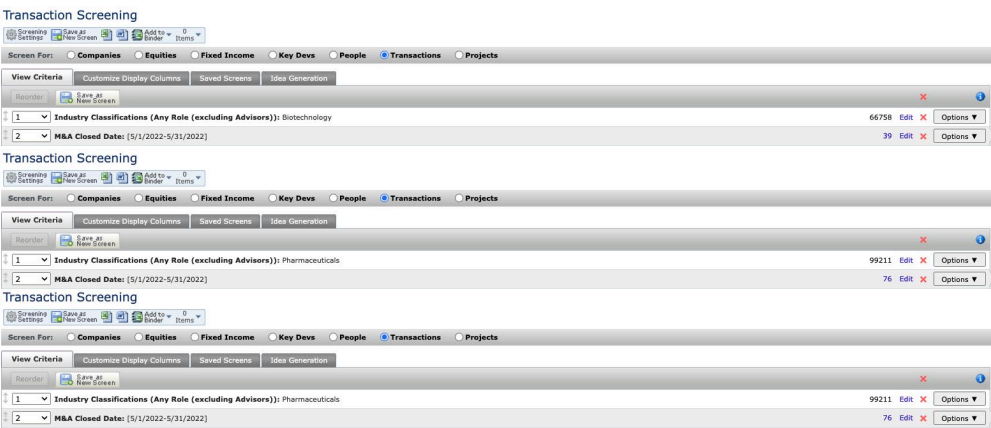 Transaction Screening
Screening Settings Save as New Screen Add to Binder 0 Items
Screen For: Companies Equities Fixed Income Key Devs People Transactions Projects
View Criteria Customize Display Columns Saved Screens Idea Generation
Reorder Save as New Screen
1 Industry Classifications (Any Role (excluding Advisors)): Biotechnology 66758 Edit Options ▼
2 M&A Closed Date: [5/1/2022-5/31/2022] 39 Edit Options ▼
Transaction Screening
Screening Settings Save as New Screen Add to Binder 0 Items
Screen For: Companies Equities Fixed Income Key Devs People Transactions Projects
View Criteria Customize Display Columns Saved Screens Idea Generation
Reorder Save as New Screen
1 Industry Classifications (Any Role (excluding Advisors)): Pharmaceuticals 99211 Edit Options ▼
2 M&A Closed Date: [5/1/2022-5/31/2022] 76 Edit Options ▼
Transaction Screening
Screening Settings Save as New Screen Add to Binder 0 Items
Screen For: Companies Equities Fixed Income Key Devs People Transactions Projects
View Criteria Customize Display Columns Saved Screens Idea Generation
Reorder Save as New Screen
1 Industry Classifications (Any Role (excluding Advisors)): Pharmaceuticals 99211 Edit Options ▼
2 M&A Closed Date: [5/1/2022-5/31/2022] 76 Edit Options ▼